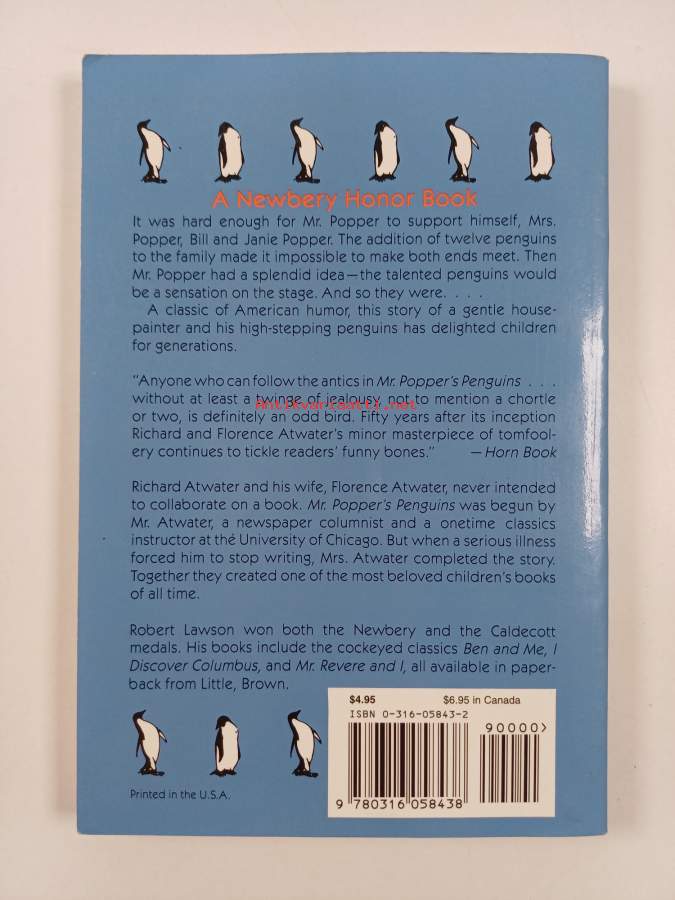 A Newbery Honor Book
It was hard enough for Mr. Popper to support himself, Mrs.
Popper, Bill and Janie Popper. The addition of twelve penguins
to the family made it impossible to make both ends meet. Then
Mr. Popper had a splendid idea—the talented penguins would
be a sensation on the stage. And so they were. . . .
A classic of American humor, this story of a gentle house-
painter and his high-stepping penguins has delighted children
for generations.
"Anyone who can follow the antics in Mr. Popper's Penguins . . .
without at least a twinge of jealousy, not to mention a chortle
Antikvariaatti.net
or two, is definitely an odd bird. Fifty years after its inception
Richard and Florence Atwater's minor masterpiece of tomfool-
ery continues to tickle readers' funny bones." —Horn Book
Richard Atwater and his wife, Florence Atwater, never intended
to collaborate on a book. Mr. Popper's Penguins was begun by
Mr. Atwater, a newspaper columnist and a onetime classics
instructor at the University of Chicago. But when a serious illness
forced him to stop writing, Mrs. Atwater completed the story.
Together they created one of the most beloved children's books
of all time.
Robert Lawson won both the Newbery and the Caldecott
medals. His books include the cockeyed classics Ben and Me, I
Discover Columbus, and Mr. Revere and I, all available in paper-
back from Little, Brown.
$4.95 $6.95 in Canada
ISBN 0-316-05843-2
90000>
9 780316 058438
Printed in the U.S.A.